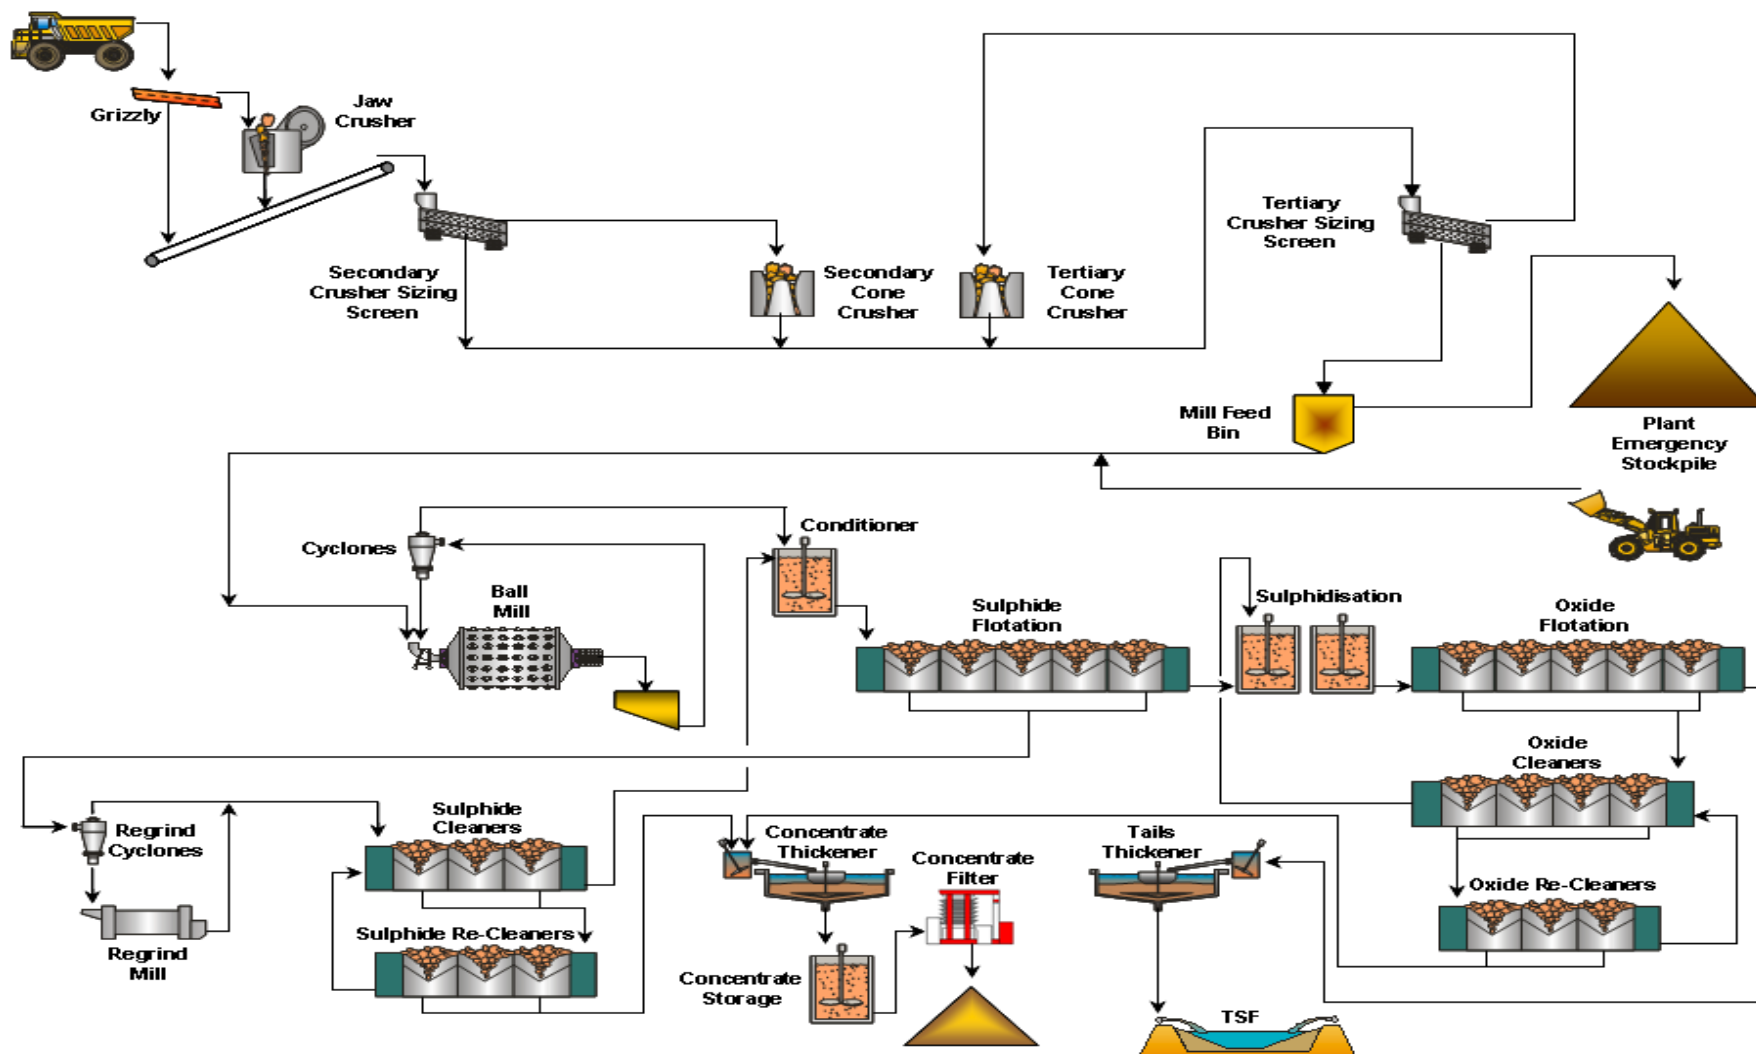 Grizzly
Jaw
Crusher
Secondary
Crusher Sizing
Screen
Secondary
Cone
Crusher
Tertiary
Cone
Crusher
Tertiary
Crusher Sizing
Screen
Mill Feed
Bin
Plant
Emergency
Stockpile
Cyclones
Ball
Mill
Conditioner
Sulphide
Flotation
Sulphidisation
Oxide
Flotation
Oxide
Cleaners
Oxide Re-Cleaners
Regrind
Cyclones
Regrind
Mill
Sulphide
Cleaners
Sulphide Re-Cleaners
Concentrate
Thickener
Concentrate
Storage
Concentrate
Filter
Tails
Thickener
TSF